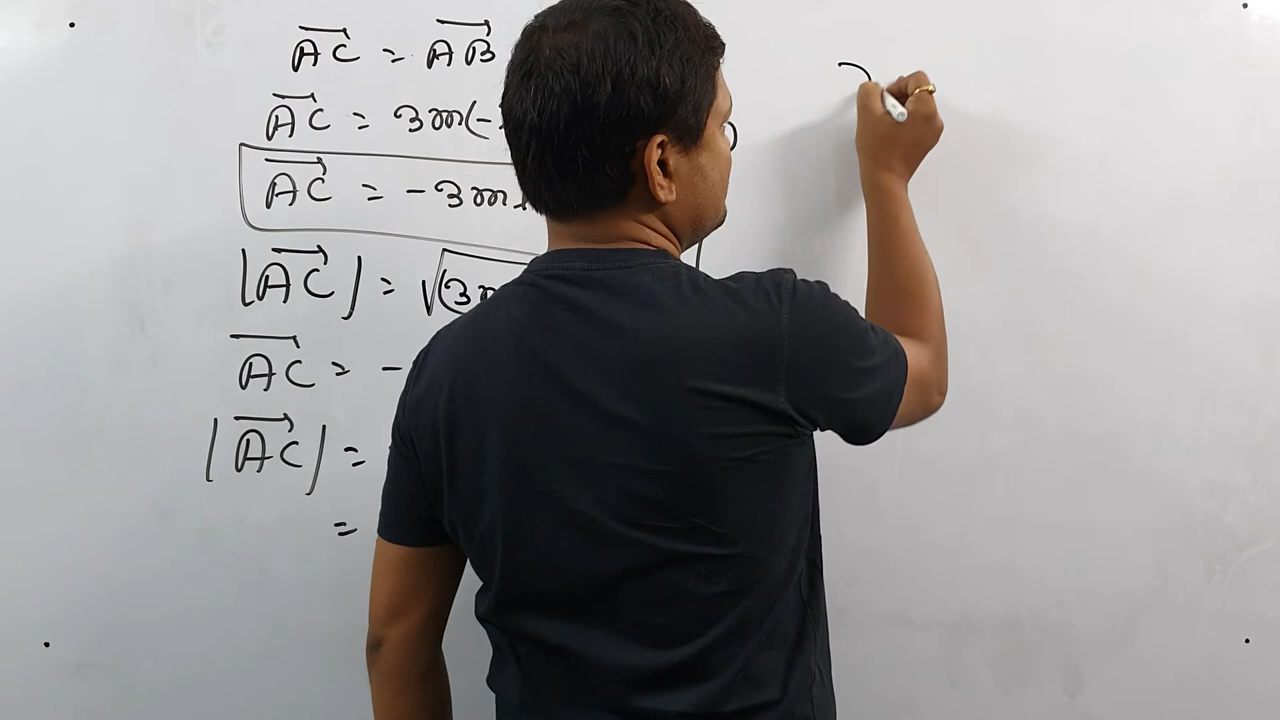 AC = AB
AC = 3m(-
AC = -3m
|AC| = √(3m
AC = -
|AC| =
=